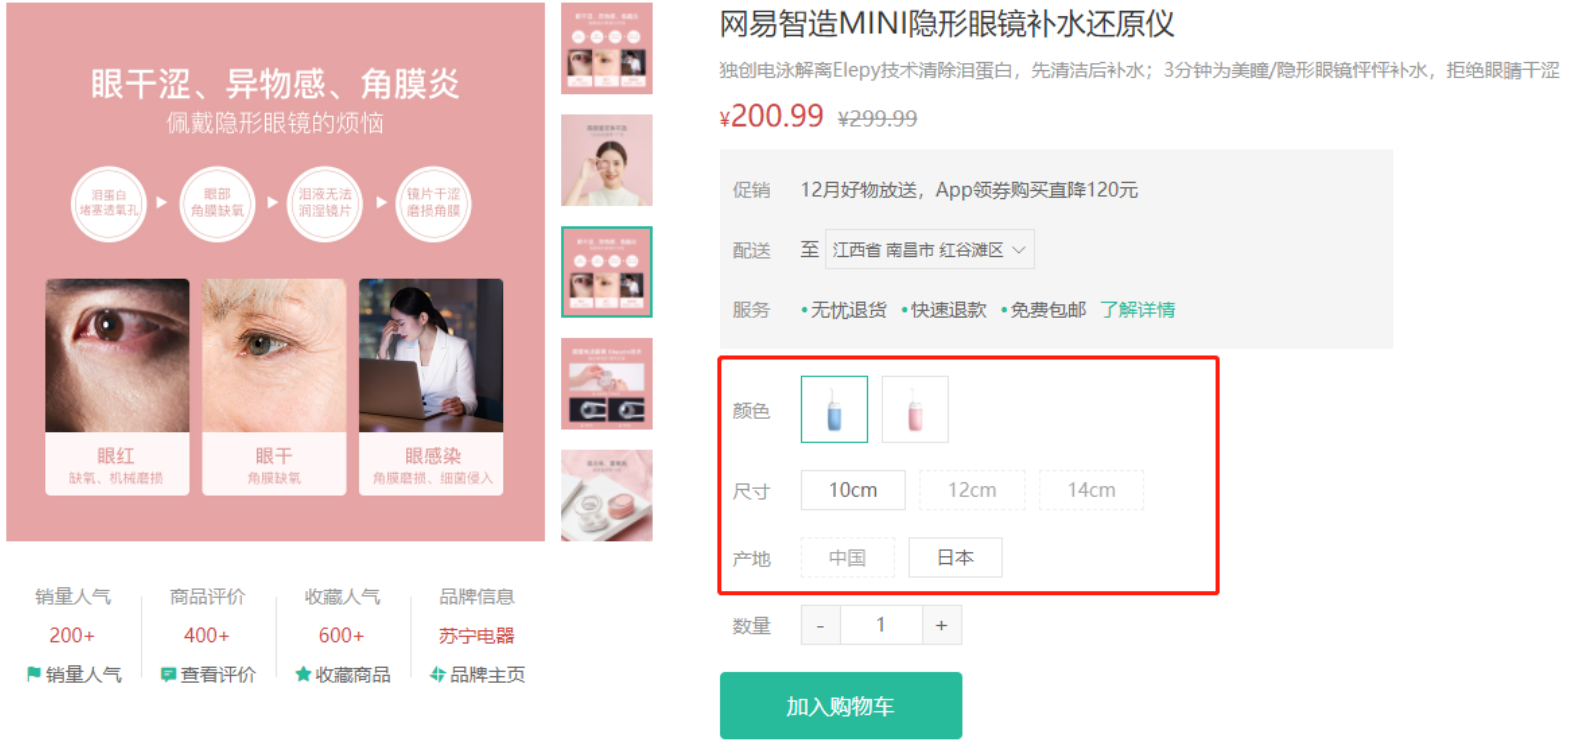 眼干涩、异物感、角膜炎
佩戴隐形眼镜的烦恼
泪蛋白
堵塞透氧孔
眼部
角膜缺氧
泪液无法
润湿镜片
镜片干涩
磨损角膜
眼红
缺氧、机械磨损
眼干
角膜缺氧
眼感染
角膜磨损、细菌侵入
销量人气
200+
销量人气
商品评价
400+
查看评价
收藏人气
600+
收藏商品
品牌信息
苏宁电器
品牌主页
网易智造MINI隐形眼镜补水还原仪
独创电泳解离Elepy技术清除泪蛋白，先清洁后补水；3分钟为美瞳/隐形眼镜怦怦补水，拒绝眼睛干涩
¥200.99 ¥299.99
促销 12月好物放送，App领券购买直降120元
配送 至 江西省 南昌市 红谷滩区
服务 •无忧退货 •快速退款 •免费包邮 了解详情
颜色
尺寸 10cm 12cm 14cm
产地 中国 日本
数量 - 1 +
加入购物车